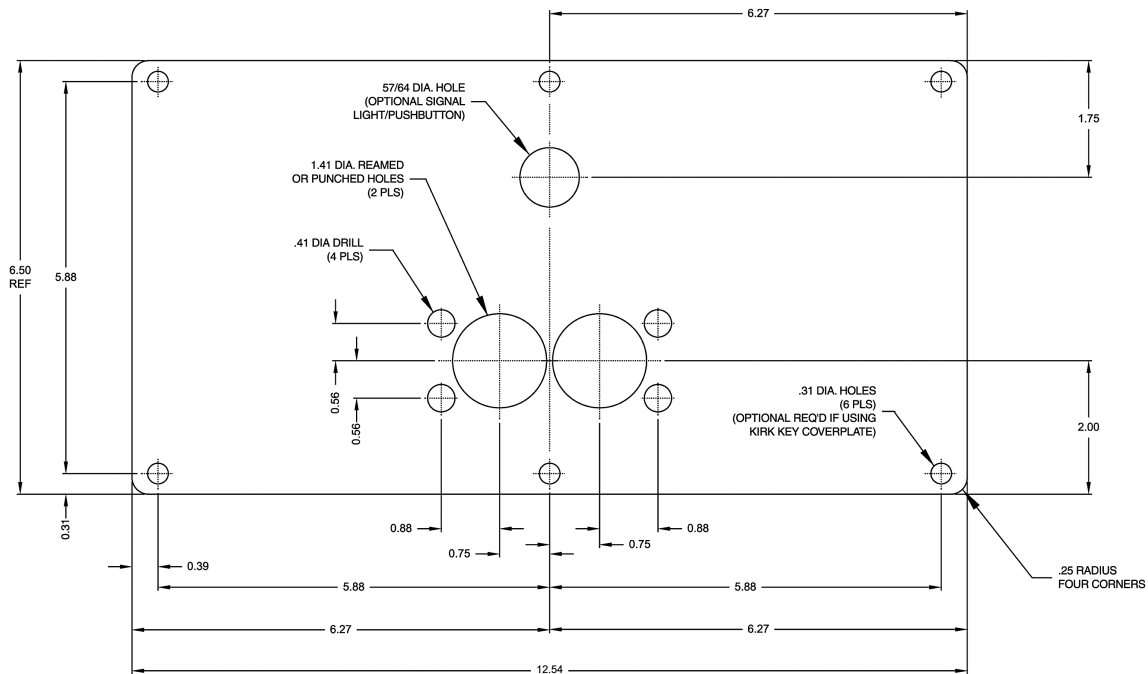 6.27
57/64 DIA. HOLE
(OPTIONAL SIGNAL
LIGHT/PUSHBUTTON)
1.75
1.41 DIA. REAMED
OR PUNCHED HOLES
(2 PLS)
.41 DIA DRILL
(4 PLS)
6.50
REF
5.88
0.56
0.56
.31 DIA. HOLES
(6 PLS)
(OPTIONAL REQ'D IF USING
KIRK KEY COVERPLATE)
2.00
0.31
0.88
0.88
0.75
0.75
0.39
.25 RADIUS
FOUR CORNERS
5.88
5.88
6.27
6.27
12.54